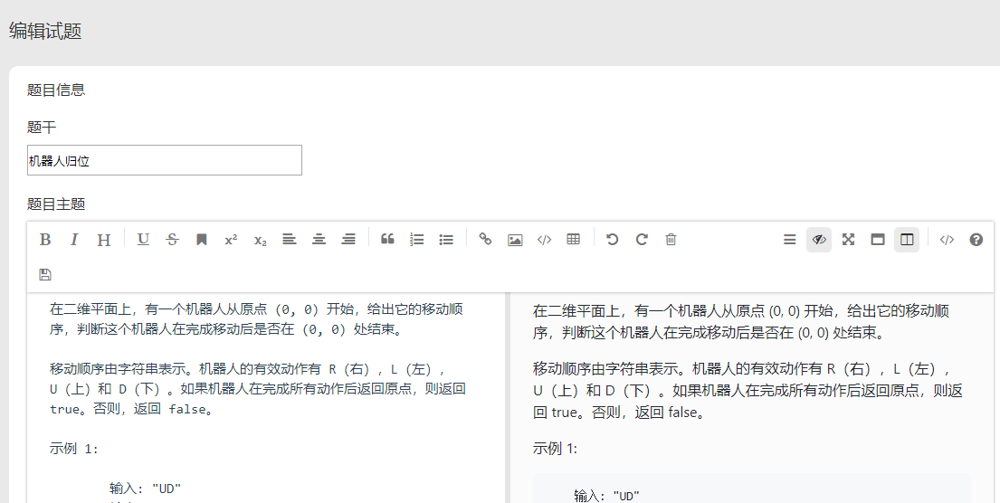 编辑试题
题目信息
题干
机器人归位
题目主题
B I H U S x² x₂
在二维平面上，有一个机器人从原点 (0, 0) 开始，给出它的移动顺
序，判断这个机器人在完成移动后是否在 (0, 0) 处结束。
移动顺序由字符串表示。机器人的有效动作有 R（右），L（左），
U（上）和 D（下）。如果机器人在完成所有动作后返回原点，则返回
true。否则，返回 false。
示例 1:
输入: "UD"
在二维平面上，有一个机器人从原点 (0, 0) 开始，给出它的移动顺
序，判断这个机器人在完成移动后是否在 (0, 0) 处结束。
移动顺序由字符串表示。机器人的有效动作有 R（右），L（左），
U（上）和 D（下）。如果机器人在完成所有动作后返回原点，则返
回 true。否则，返回 false。
示例 1:
输入: "UD"